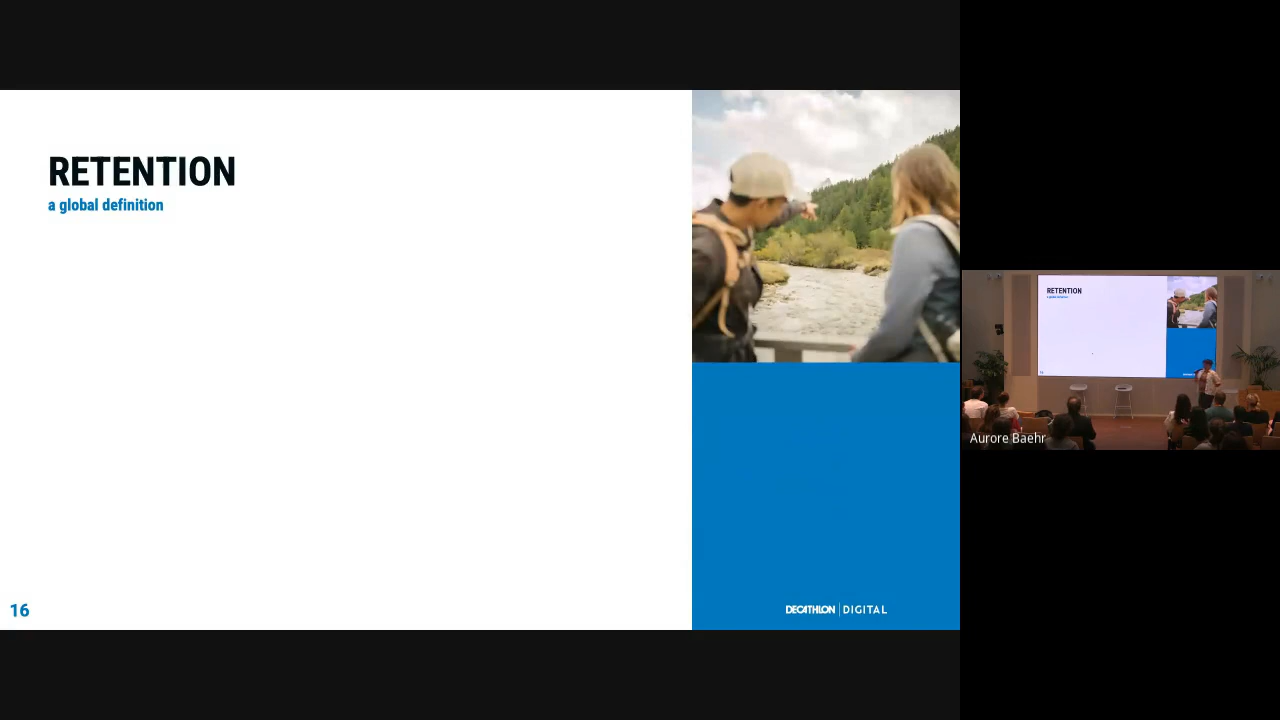 RETENTION
a global definition
16
DECATHLON | DIGITAL
RETENTION
Aurore Baehr